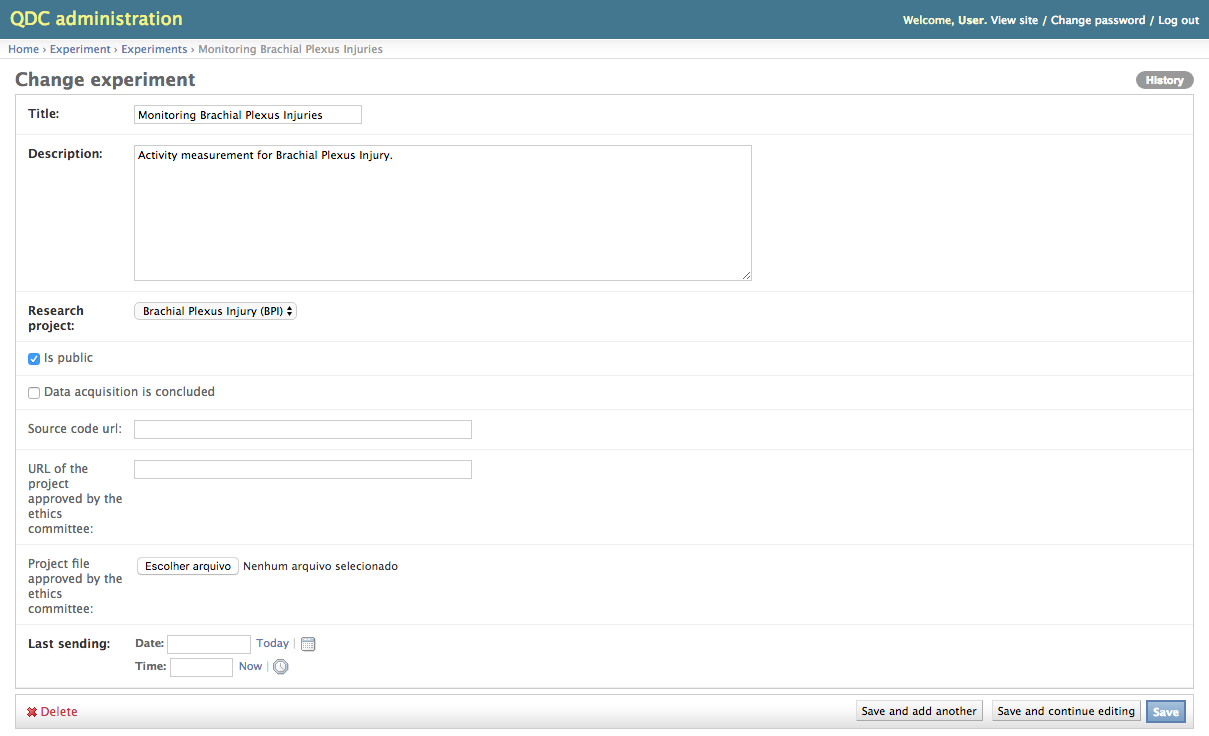 QDC administration
Welcome, User. View site / Change password / Log out
Home › Experiment › Experiments › Monitoring Brachial Plexus Injuries
Change experiment
History
Title: Monitoring Brachial Plexus Injuries
Description: Activity measurement for Brachial Plexus Injury.
Research
project:
Brachial Plexus Injury (BPI)
Is public
Data acquisition is concluded
Source code url:
URL of the
project
approved by the
ethics
committee:
Project file
approved by the
ethics
committee:
Escolher arquivo Nenhum arquivo selecionado
Last sending: Date: Today |
Time: Now |
Delete
Save and add another Save and continue editing Save